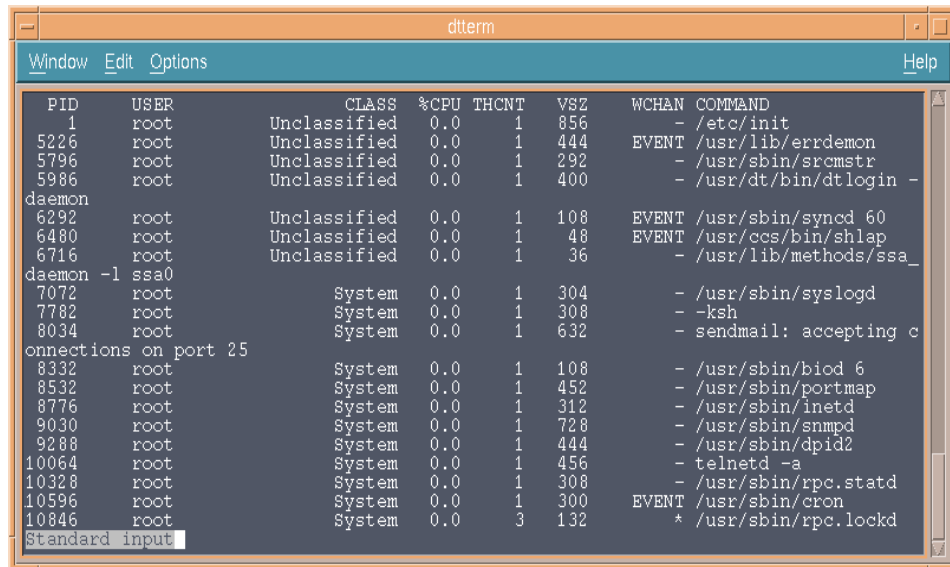 dtterm
Window Edit Options Help
PID USER CLASS %CPU THCNT VSZ WCHAN COMMAND
1 root Unclassified 0.0 1 856 - /etc/init
5226 root Unclassified 0.0 1 444 EVENT /usr/lib/errdemon
5796 root Unclassified 0.0 1 292 - /usr/sbin/srcmstr
5986 root Unclassified 0.0 1 400 - /usr/dt/bin/dtlogin -
daemon
6292 root Unclassified 0.0 1 108 EVENT /usr/sbin/syncd 60
6480 root Unclassified 0.0 1 48 EVENT /usr/ccs/bin/shlap
6716 root Unclassified 0.0 1 36 - /usr/lib/methods/ssa_
daemon -l ssa0
7072 root System 0.0 1 304 - /usr/sbin/syslogd
7782 root System 0.0 1 308 - -ksh
8034 root System 0.0 1 632 - sendmail: accepting c
onnections on port 25
8332 root System 0.0 1 108 - /usr/sbin/biod 6
8532 root System 0.0 1 452 - /usr/sbin/portmap
8776 root System 0.0 1 312 - /usr/sbin/inetd
9030 root System 0.0 1 728 - /usr/sbin/snmpd
9288 root System 0.0 1 444 - /usr/sbin/dpid2
10064 root System 0.0 1 456 - telnetd -a
10328 root System 0.0 1 308 - /usr/sbin/rpc.statd
10596 root System 0.0 1 300 EVENT /usr/sbin/cron
10846 root System 0.0 3 132 * /usr/sbin/rpc.lockd
Standard input